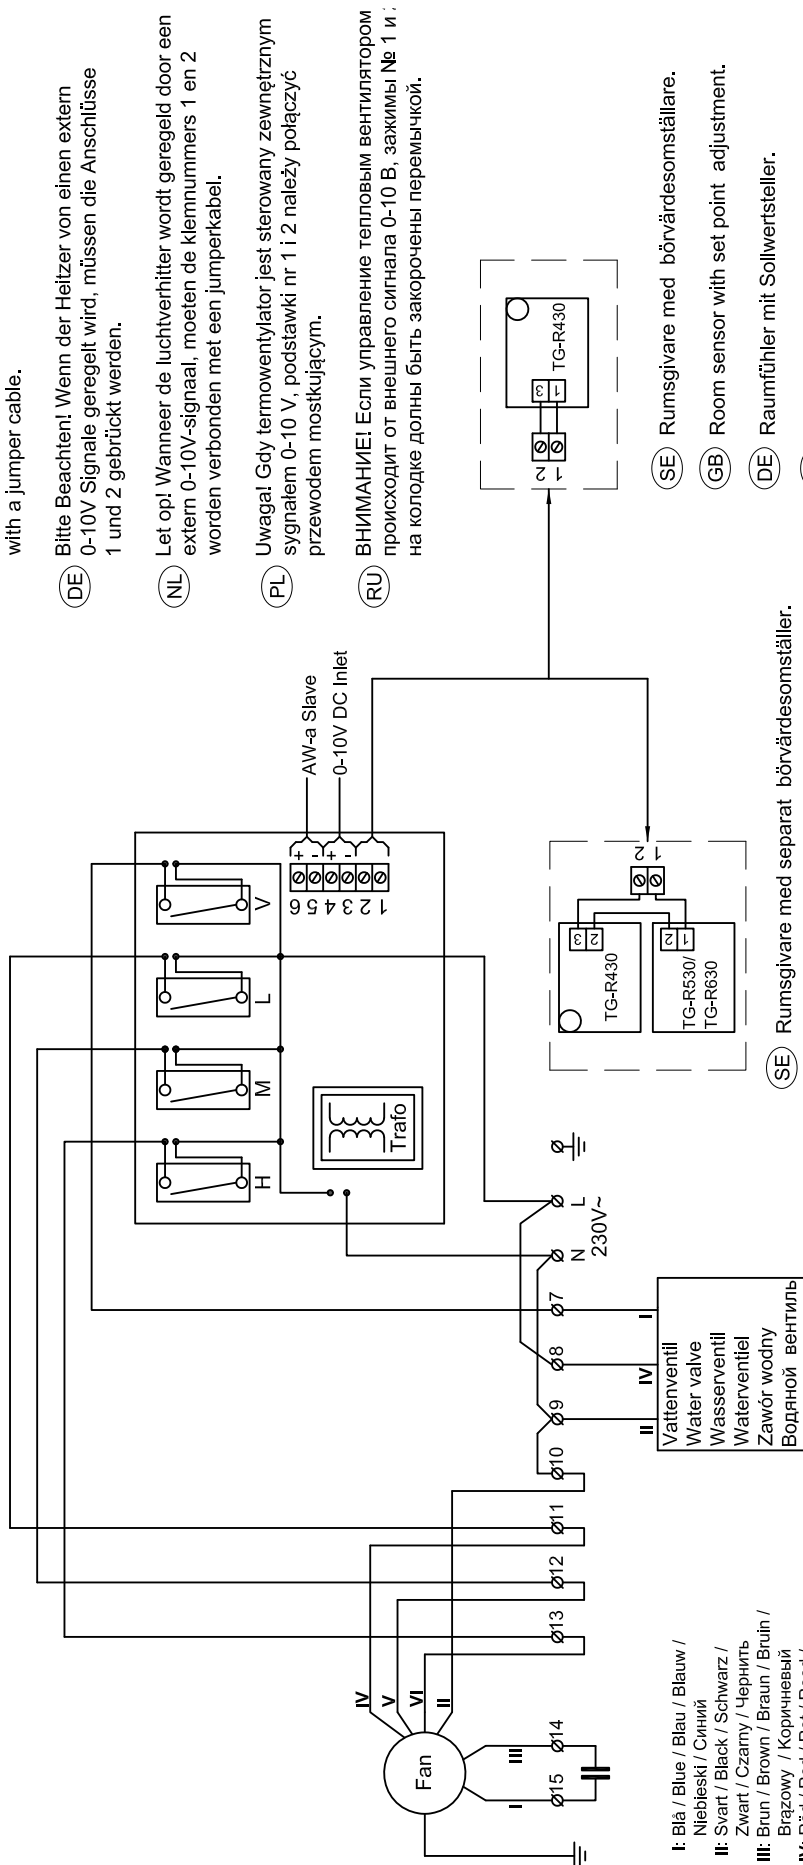 with a jumper cable.
DE
Bitte Beachten! Wenn der Heitzer von einen extern
0-10V Signale geregelt wird, müssen die Anschlüsse
1 und 2 gebrückt werden.
NL
Let op! Wanneer de luchtverhitter wordt geregeld door een
extern 0-10V-signaal, moeten de klemnummers 1 en 2
worden verbonden met een jumperkabel.
PL
Uwaga! Gdy termowentylator jest sterowany zewnętrznym
sygnałem 0-10 V, podstawki nr 1 i 2 należy połączyć
przewodem mostkującym.
RU
ВНИМАНИЕ! Если управление тепловым вентилятором
происходит от внешнего сигнала 0-10 В, зажимы № 1 и
на колодке долны быть закорочены перемычкой.
H
M
L
V
Trafo
6 5 4 3 2 1
+ - + -
AW-a Slave
0-10V DC Inlet
IV
V
VI
II
Fan
I
III
15
14
13
12
11
10
9
8
7
N
L
230V~
II
IV
I
Vattenventil
Water valve
Wasserventil
Waterventiel
Zawór wodny
Водяной вентиль
TG-R430
3
2
TG-R530/
TG-R630
2
1
1 2
TG-R430
3
1
2 1
SE Rumsgivare med börvärdesomställare.
GB Room sensor with set point adjustment.
DE Raumfühler mit Sollwertsteller.
SE Rumsgivare med separat börvärdesomställer.
I: Blå / Blue / Blau / Blauw /
Niebieski / Синий
II: Svart / Black / Schwarz /
Zwart / Czarny / Чернить
III: Brun / Brown / Braun / Bruin /
Brązowy / Коричневый
IV: